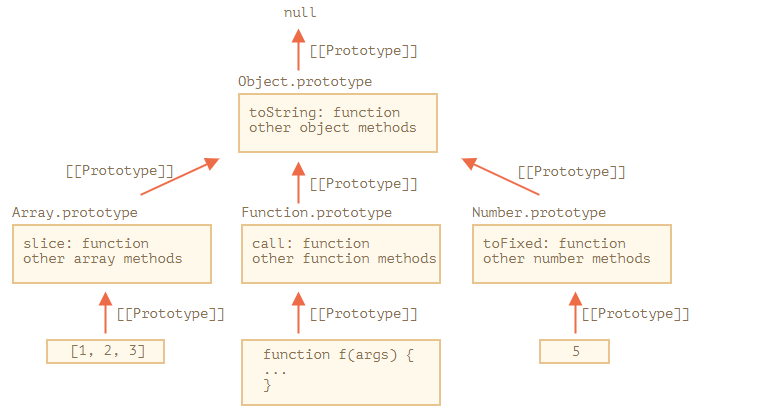 null
[[Prototype]]
Object.prototype
toString: function
other object methods
[[Prototype]]
[[Prototype]]
[[Prototype]]
Array.prototype
Function.prototype
Number.prototype
slice: function
other array methods
call: function
other function methods
toFixed: function
other number methods
[[Prototype]]
[[Prototype]]
[[Prototype]]
[1, 2, 3]
function f(args) {
...
}
5